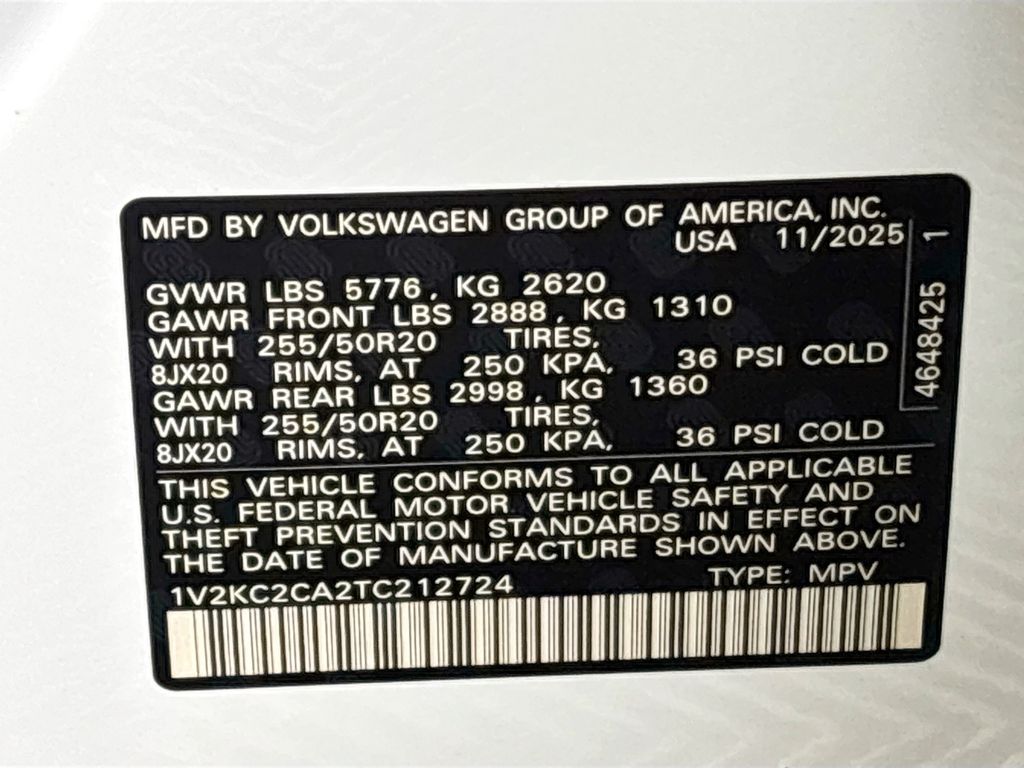 MFD BY VOLKSWAGEN GROUP OF AMERICA, INC.
USA 11/2025
GVWR LBS 5776, KG 2620
GAWR FRONT LBS 2888, KG 1310
WITH 255/50R20 TIRES,
8JX20 RIMS, AT 250 KPA, 36 PSI COLD
GAWR REAR LBS 2998, KG 1360
WITH 255/50R20 TIRES,
8JX20 RIMS, AT 250 KPA, 36 PSI COLD
4648425 1
THIS VEHICLE CONFORMS TO ALL APPLICABLE
U.S. FEDERAL MOTOR VEHICLE SAFETY AND
THEFT PREVENTION STANDARDS IN EFFECT ON
THE DATE OF MANUFACTURE SHOWN ABOVE.
1V2KC2CA2TC212724 TYPE: MPV